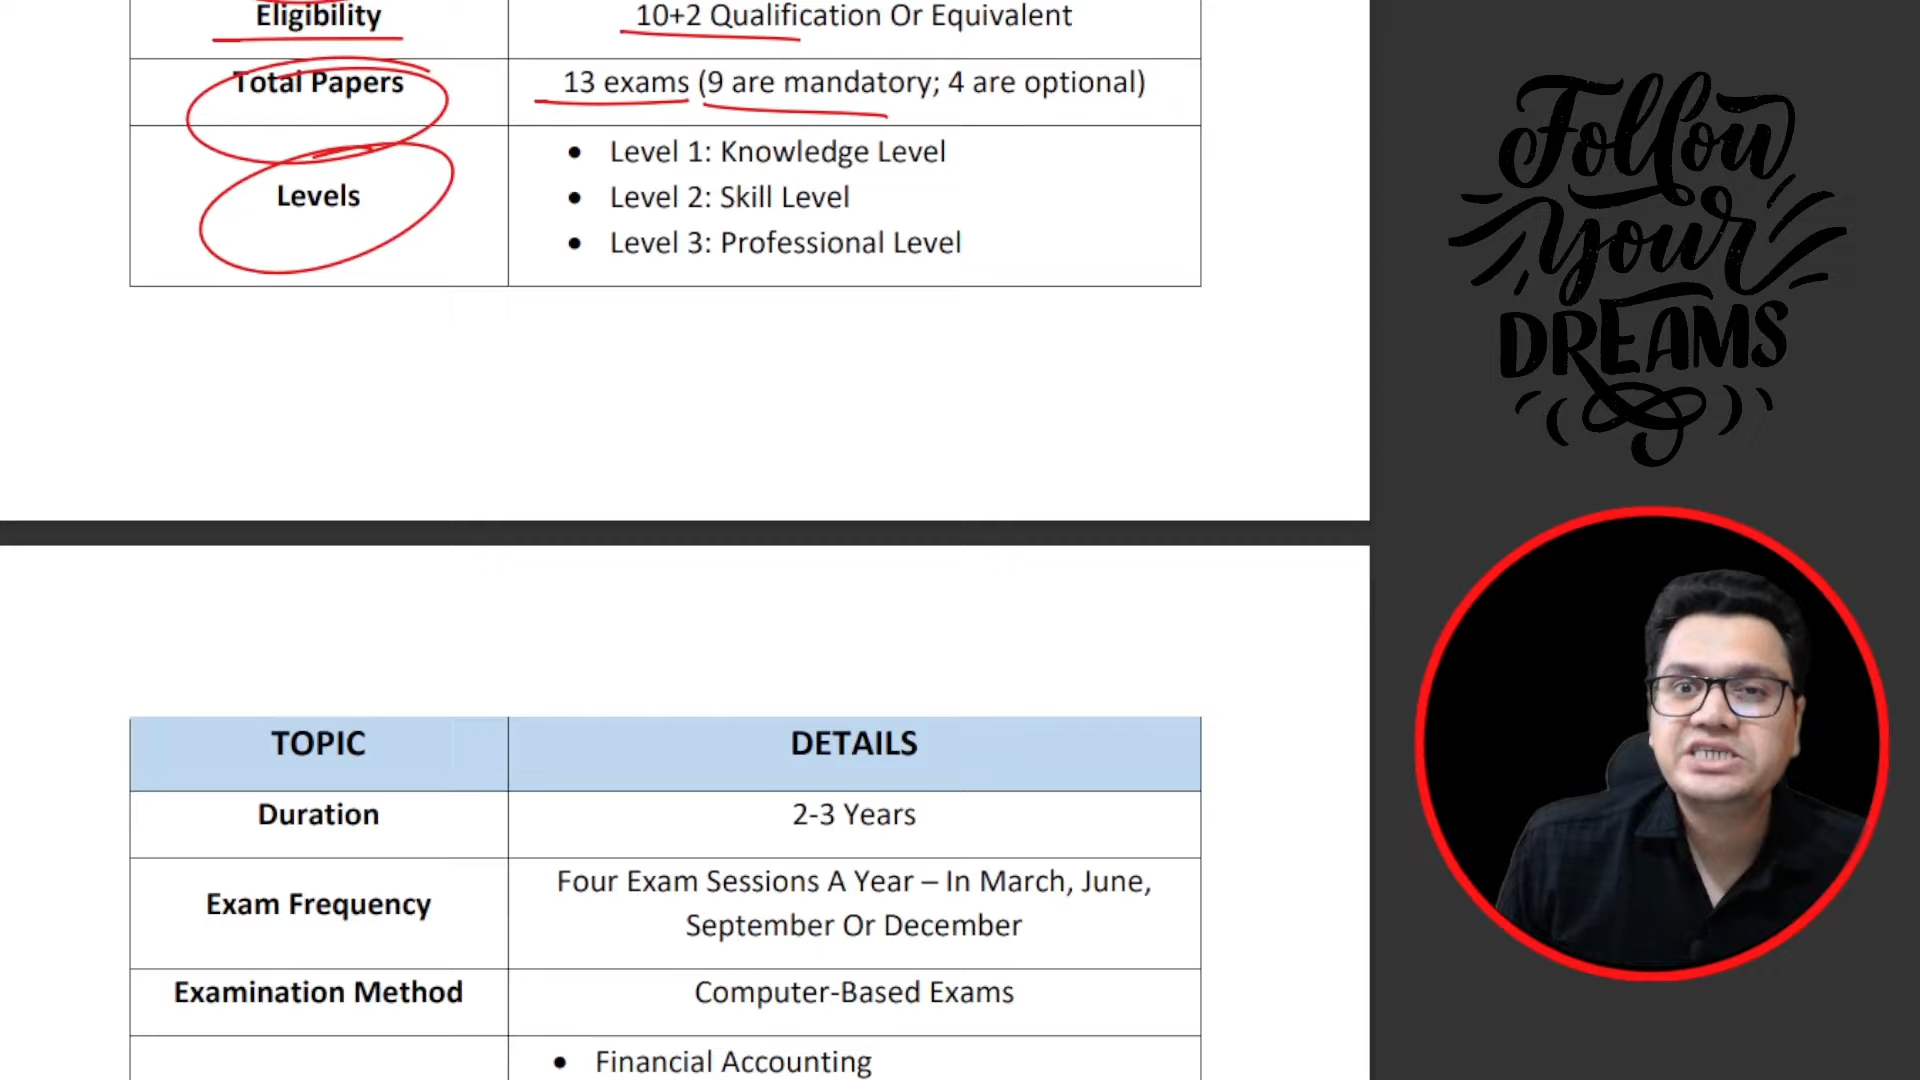 Eligibility
10+2 Qualification Or Equivalent
Total Papers
13 exams (9 are mandatory; 4 are optional)
Levels
• Level 1: Knowledge Level
• Level 2: Skill Level
• Level 3: Professional Level
TOPIC
DETAILS
Duration
2-3 Years
Exam Frequency
Four Exam Sessions A Year – In March, June,
September Or December
Examination Method
Computer-Based Exams
• Financial Accounting
Follow
Your
DREAMS